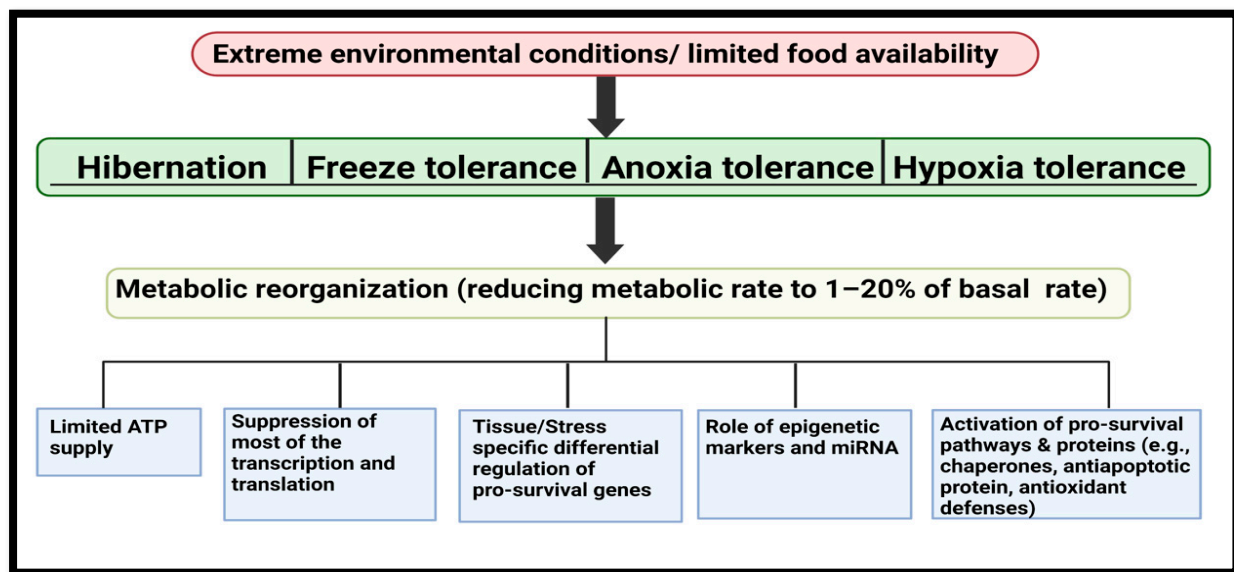 Extreme environmental conditions/ limited food availability
Hibernation
Freeze tolerance
Anoxia tolerance
Hypoxia tolerance
Metabolic reorganization (reducing metabolic rate to 1–20% of basal rate)
Limited ATP
supply
Suppression of
most of the
transcription and
translation
Tissue/Stress
specific differential
regulation of
pro-survival genes
Role of epigenetic
markers and miRNA
Activation of pro-survival
pathways & proteins (e.g.,
chaperones, antiapoptotic
protein, antioxidant
defenses)